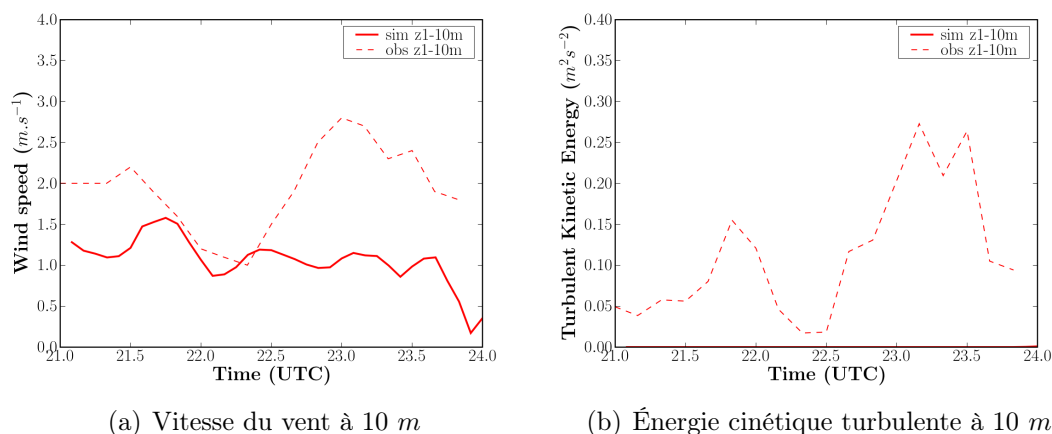 4.0
3.5
3.0
2.5
2.0
1.5
1.0
0.5
0.0
Wind speed (m.s−1)
sim z1-10m
obs z1-10m
21.0 21.5 22.0 22.5 23.0 23.5 24.0
Time (UTC)
(a) Vitesse du vent à 10 m
0.40
0.35
0.30
0.25
0.20
0.15
0.10
0.05
0.00
Turbulent Kinetic Energy (m2s−2)
sim z1-10m
obs z1-10m
21.0 21.5 22.0 22.5 23.0 23.5 24.0
Time (UTC)
(b) Énergie cinétique turbulente à 10 m